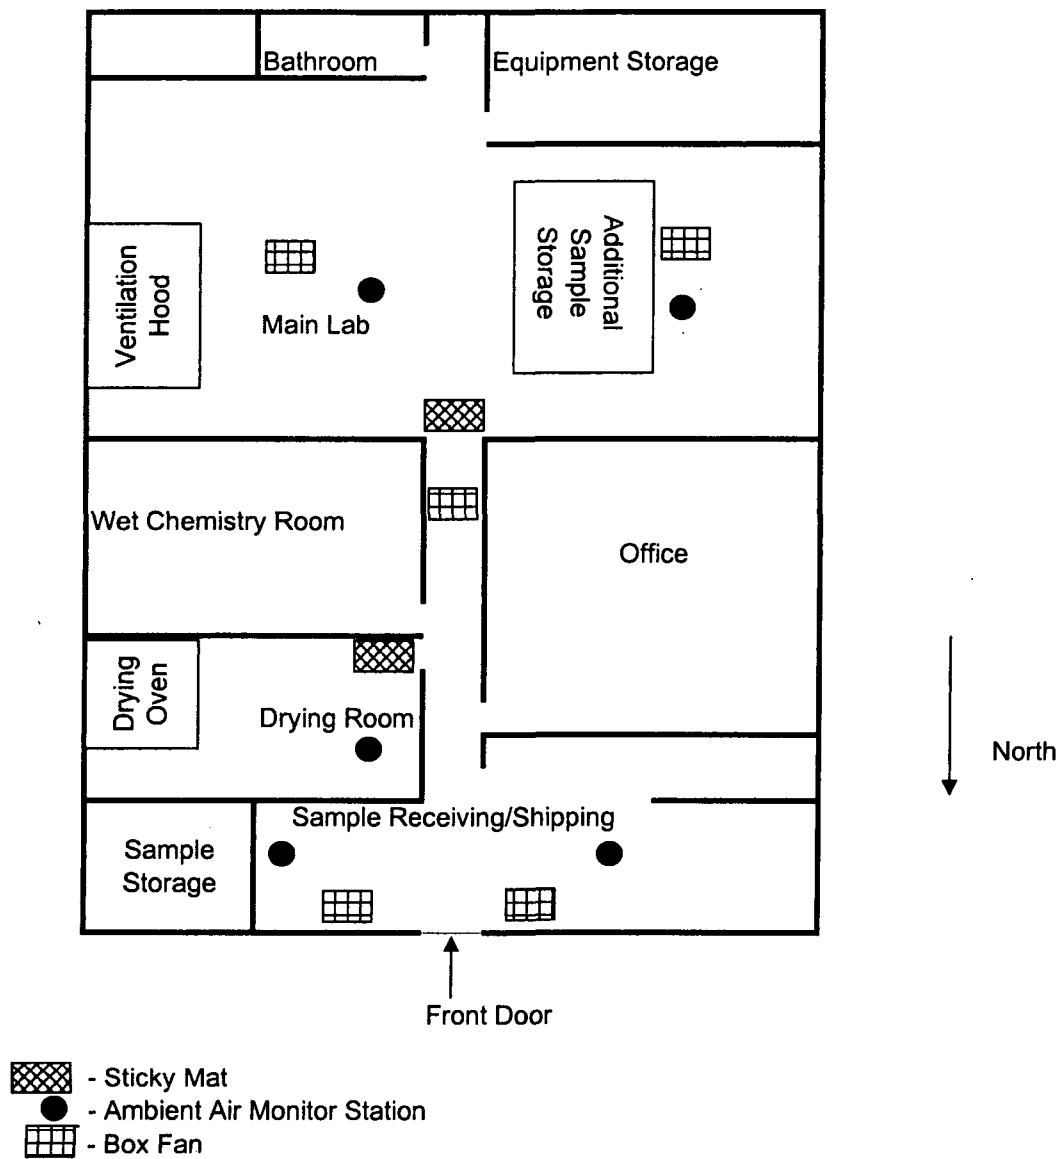 Bathroom
Equipment Storage
Additional
Sample
Storage
Ventilation
Hood
Main Lab
Wet Chemistry Room
Office
Drying
Oven
Drying Room
North
Sample Receiving/Shipping
Sample
Storage
Front Door
- Sticky Mat
- Ambient Air Monitor Station
- Box Fan